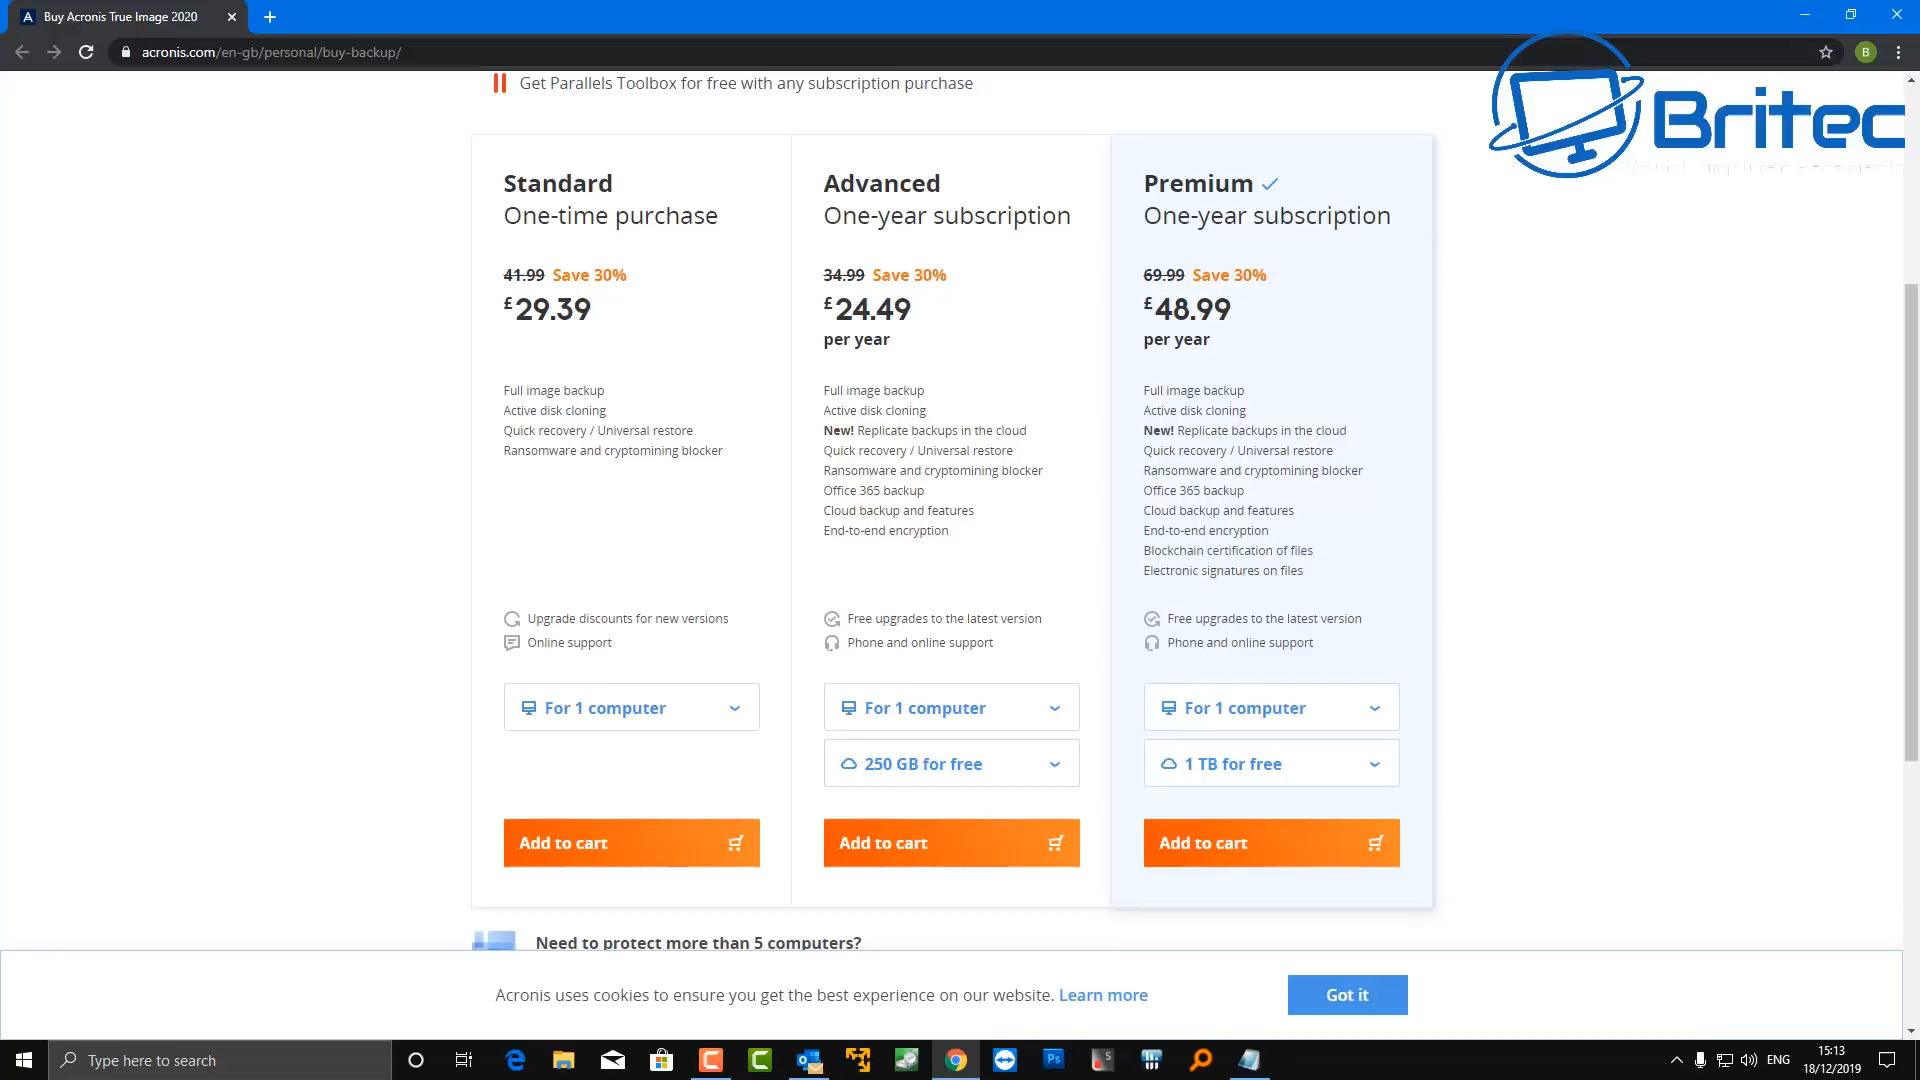 Buy Acronis True Image 2020
acronis.com/en-gb/personal/buy-backup/
B
Britec
Get Parallels Toolbox for free with any subscription purchase
Standard
One-time purchase
41.99 Save 30%
£29.39
Full image backup
Active disk cloning
Quick recovery / Universal restore
Ransomware and cryptomining blocker
Upgrade discounts for new versions
Online support
For 1 computer
Add to cart
Advanced
One-year subscription
34.99 Save 30%
£24.49
per year
Full image backup
Active disk cloning
New! Replicate backups in the cloud
Quick recovery / Universal restore
Ransomware and cryptomining blocker
Office 365 backup
Cloud backup and features
End-to-end encryption
Free upgrades to the latest version
Phone and online support
For 1 computer
250 GB for free
Add to cart
Premium
One-year subscription
69.99 Save 30%
£48.99
per year
Full image backup
Active disk cloning
New! Replicate backups in the cloud
Quick recovery / Universal restore
Ransomware and cryptomining blocker
Office 365 backup
Cloud backup and features
End-to-end encryption
Blockchain certification of files
Electronic signatures on files
Free upgrades to the latest version
Phone and online support
For 1 computer
1 TB for free
Add to cart
Need to protect more than 5 computers?
Acronis uses cookies to ensure you get the best experience on our website. Learn more
Got it
Type here to search
Ps
ENG
15:13
18/12/2019